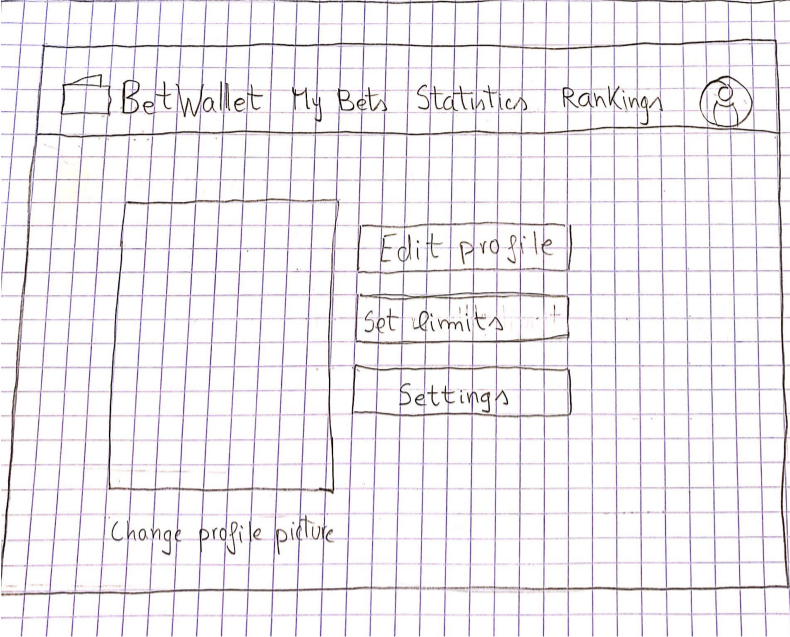 BetWallet My Bets Statistics Rankings
Edit profile
Set limits
Settings
Change profile picture